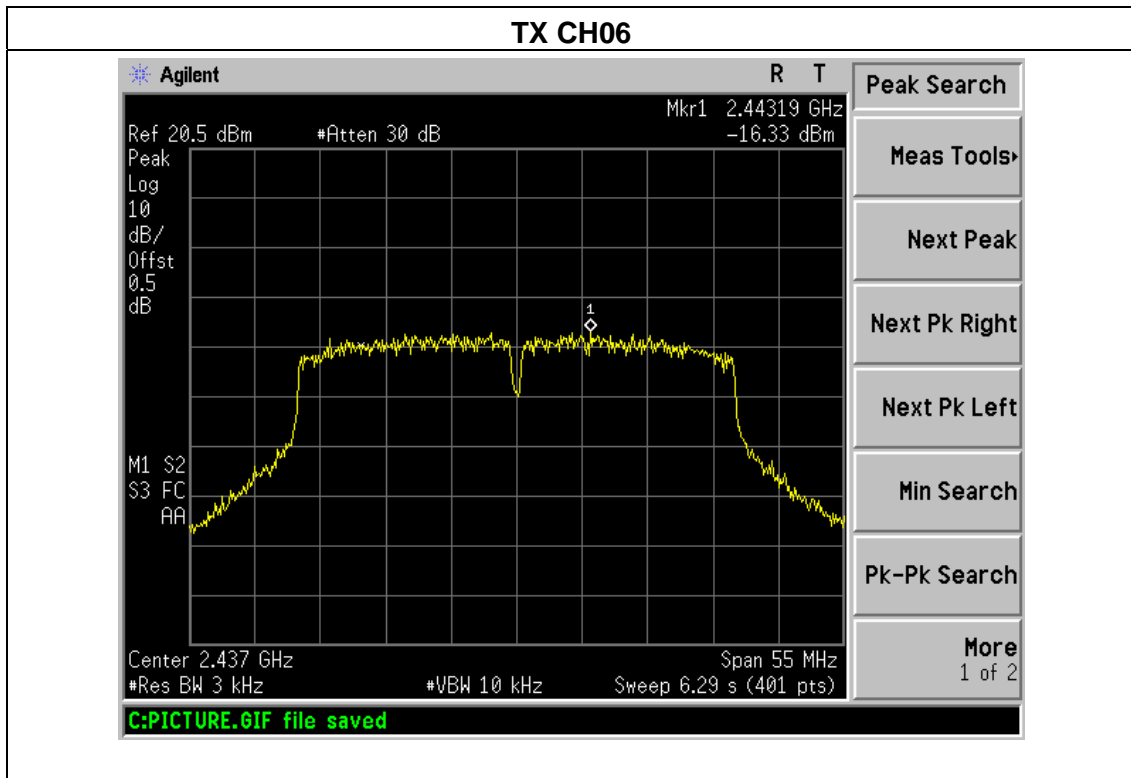 TX CH06
Agilent R T
Mkr1 2.44319 GHz
Ref 20.5 dBm #Atten 30 dB -16.33 dBm
Peak
Log
10
dB/
Offst
0.5
dB
1
M1 S2
S3 FC
AA
Center 2.437 GHz Span 55 MHz
#Res BW 3 kHz #VBW 10 kHz Sweep 6.29 s (401 pts)
C:PICTURE.GIF file saved
Peak Search
Meas Tools
Next Peak
Next Pk Right
Next Pk Left
Min Search
Pk-Pk Search
More
1 of 2